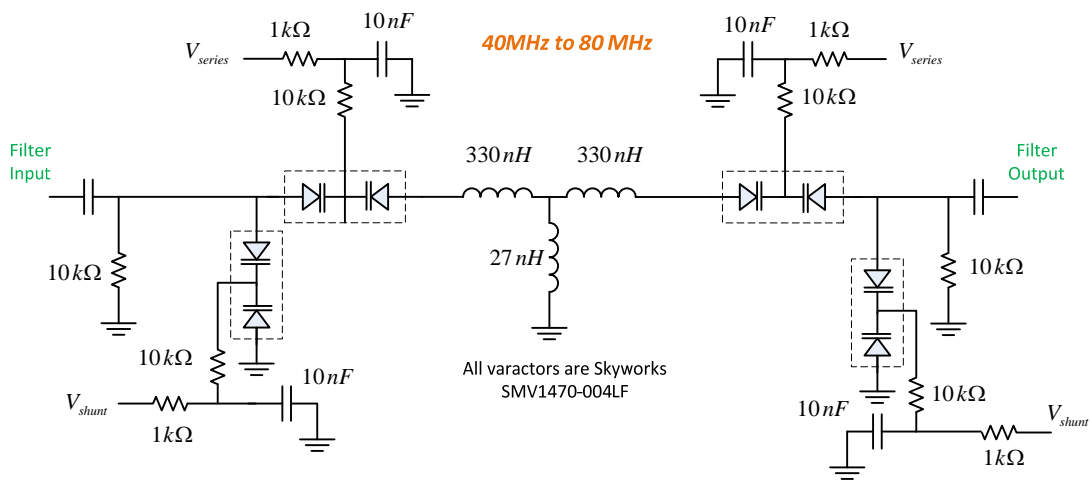 40MHz to 80 MHz
1kΩ
10nF
V_series
10kΩ
10nF
1kΩ
V_series
10kΩ
Filter
Input
330nH
330nH
Filter
Output
10kΩ
27nH
10kΩ
10kΩ
10nF
V_shunt
1kΩ
All varactors are Skyworks
SMV1470-004LF
10kΩ
10nF
V_shunt
1kΩ